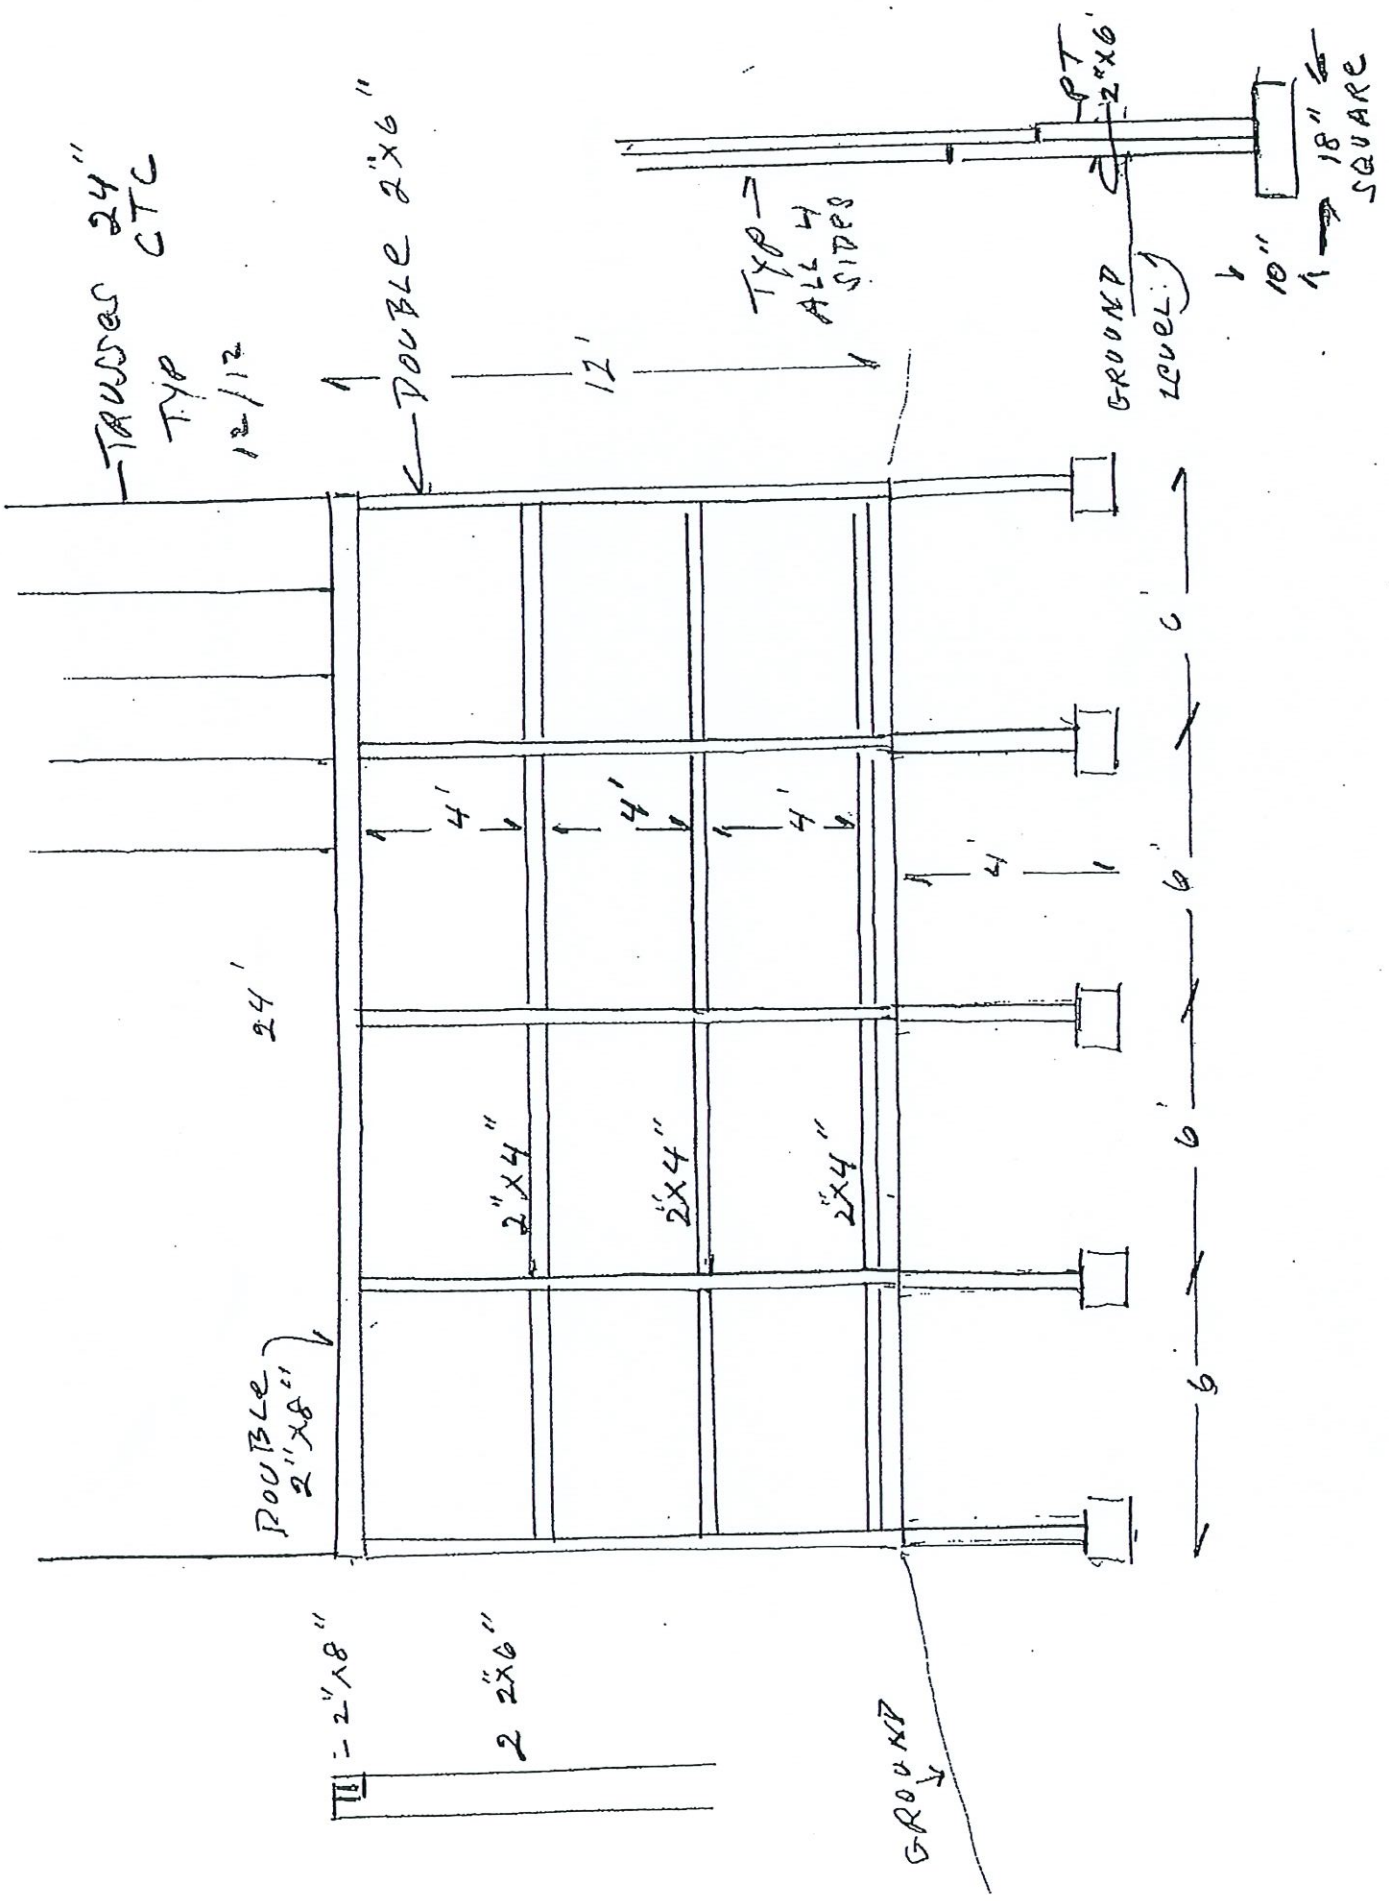 TRUSSES 24"
CTC
TYP
12/12
DOUBLE 2"x6"
12'
24'
DOUBLE
2"x8"
4'
4'
4'
4'
2"x4"
2"x4"
2"x4"
= 2"x8"
2 2"x6"
GROUND
6
6'
6'
TYP
ALL 4
SIDES
PT
2"x6'
GROUND
LEVEL
10"
18"
SQUARE